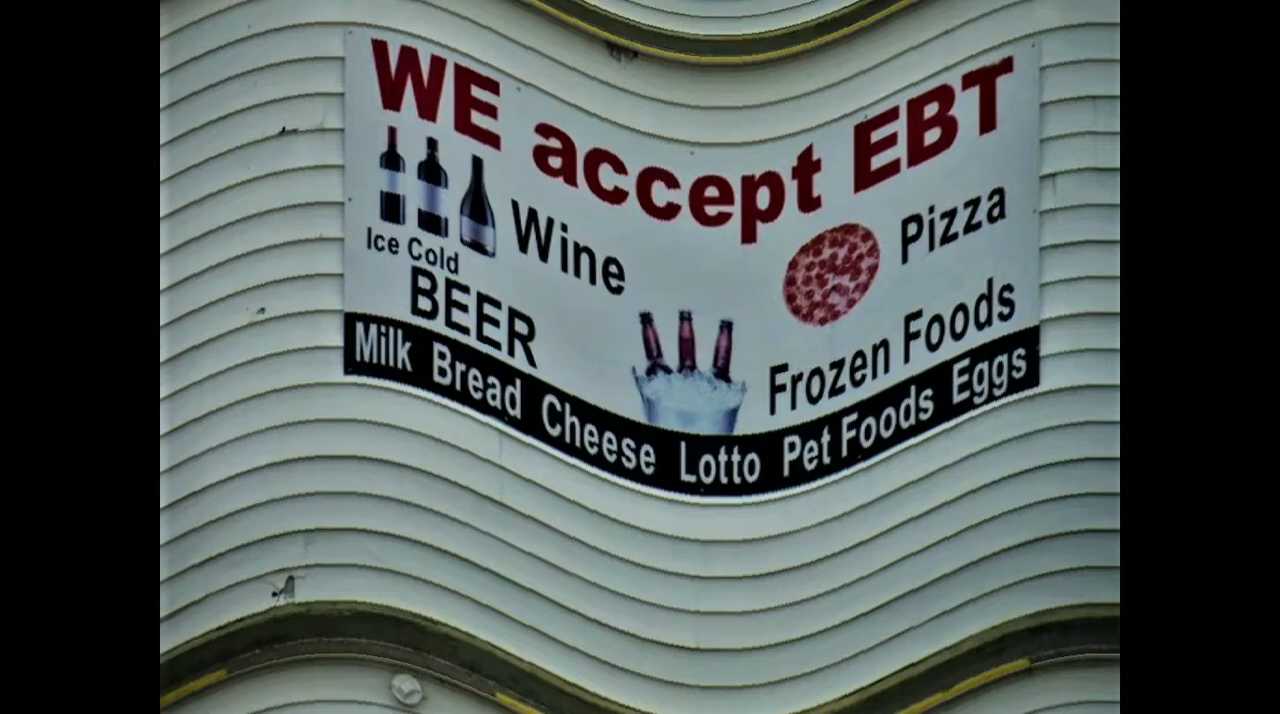 WE accept EBT
Wine
Pizza
Ice Cold
BEER
Frozen Foods
Milk Bread Cheese Lotto Pet Foods Eggs